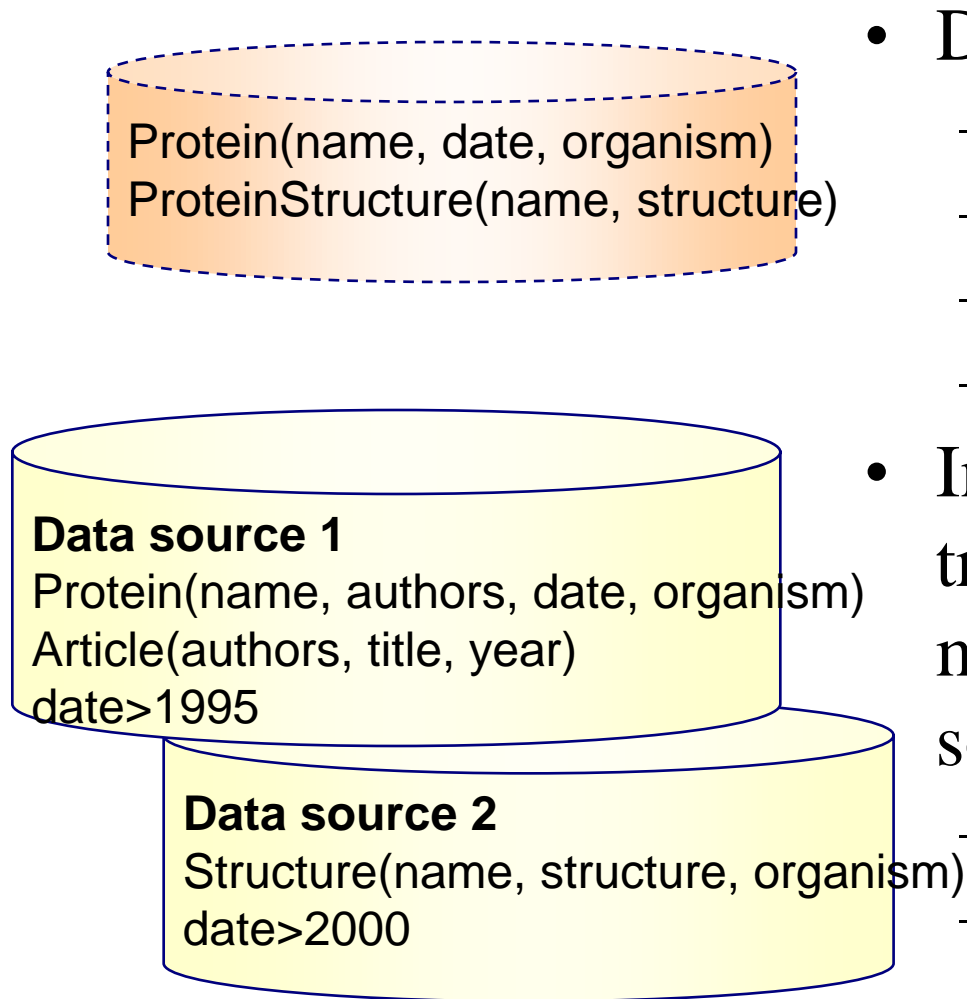 Protein(name, date, organism)
ProteinStructure(name, structure)
Data source 1
Protein(name, authors, date, organism)
Article(authors, title, year)
date>1995
Data source 2
Structure(name, structure, organism)
date>2000
•
–
–
–
–
•
–
–